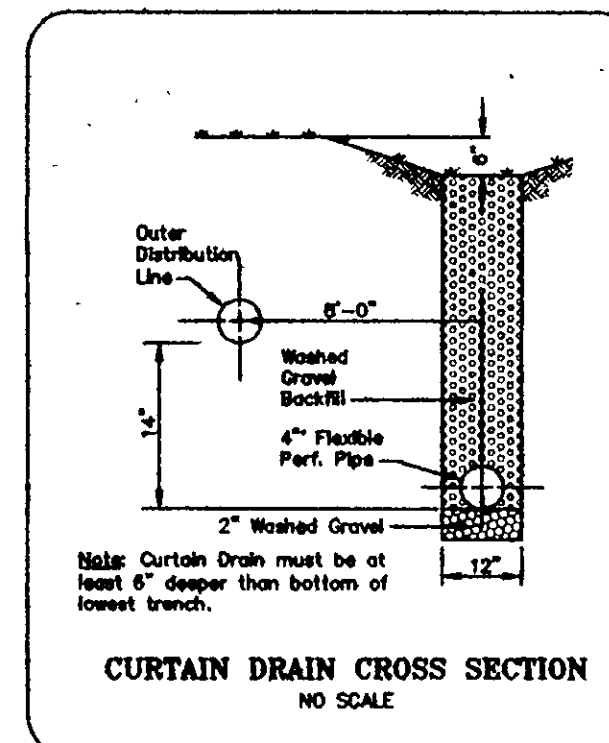 6"
Outer
Distribution
Line
8'-0"
Washed
Gravel
Backfill
14"
4" Flexible
Perf. Pipe
2" Washed Gravel
12"
Note: Curtain Drain must be at
least 6" deeper than bottom of
lowest trench.
CURTAIN DRAIN CROSS SECTION
NO SCALE